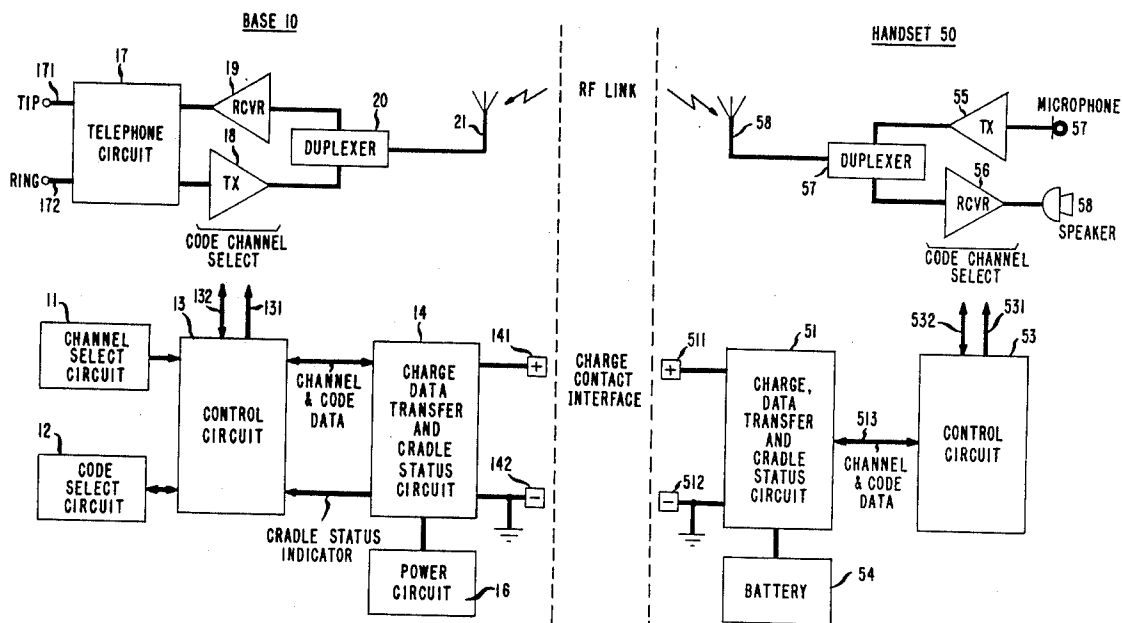 BASE 10
HANDSET 50
RF LINK
17
171
TIP
TELEPHONE
CIRCUIT
RING
172
19
RCVR
18
TX
20
DUPLEXER
21
CODE CHANNEL
SELECT
58
55
TX
MICROPHONE
57
DUPLEXER
57
56
RCVR
58
SPEAKER
CODE CHANNEL
SELECT
11
CHANNEL
SELECT
CIRCUIT
12
CODE
SELECT
CIRCUIT
13
132
131
CONTROL
CIRCUIT
CHANNEL
& CODE
DATA
CRADLE STATUS
INDICATOR
14
CHARGE
DATA
TRANSFER
AND
CRADLE
STATUS
CIRCUIT
141
+
142
−
POWER
CIRCUIT
16
CHARGE
CONTACT
INTERFACE
511
+
512
−
51
CHARGE,
DATA
TRANSFER
AND
CRADLE
STATUS
CIRCUIT
513
CHANNEL
& CODE
DATA
532
531
53
CONTROL
CIRCUIT
BATTERY
54